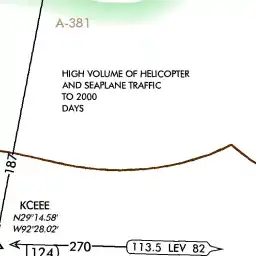 A-381
HIGH VOLUME OF HELICOPTER
AND SEAPLANE TRAFFIC
TO 2000
DAYS
187
KCEEE
N29°14.58'
W92°28.02'
124
270
113.5 LEV 82